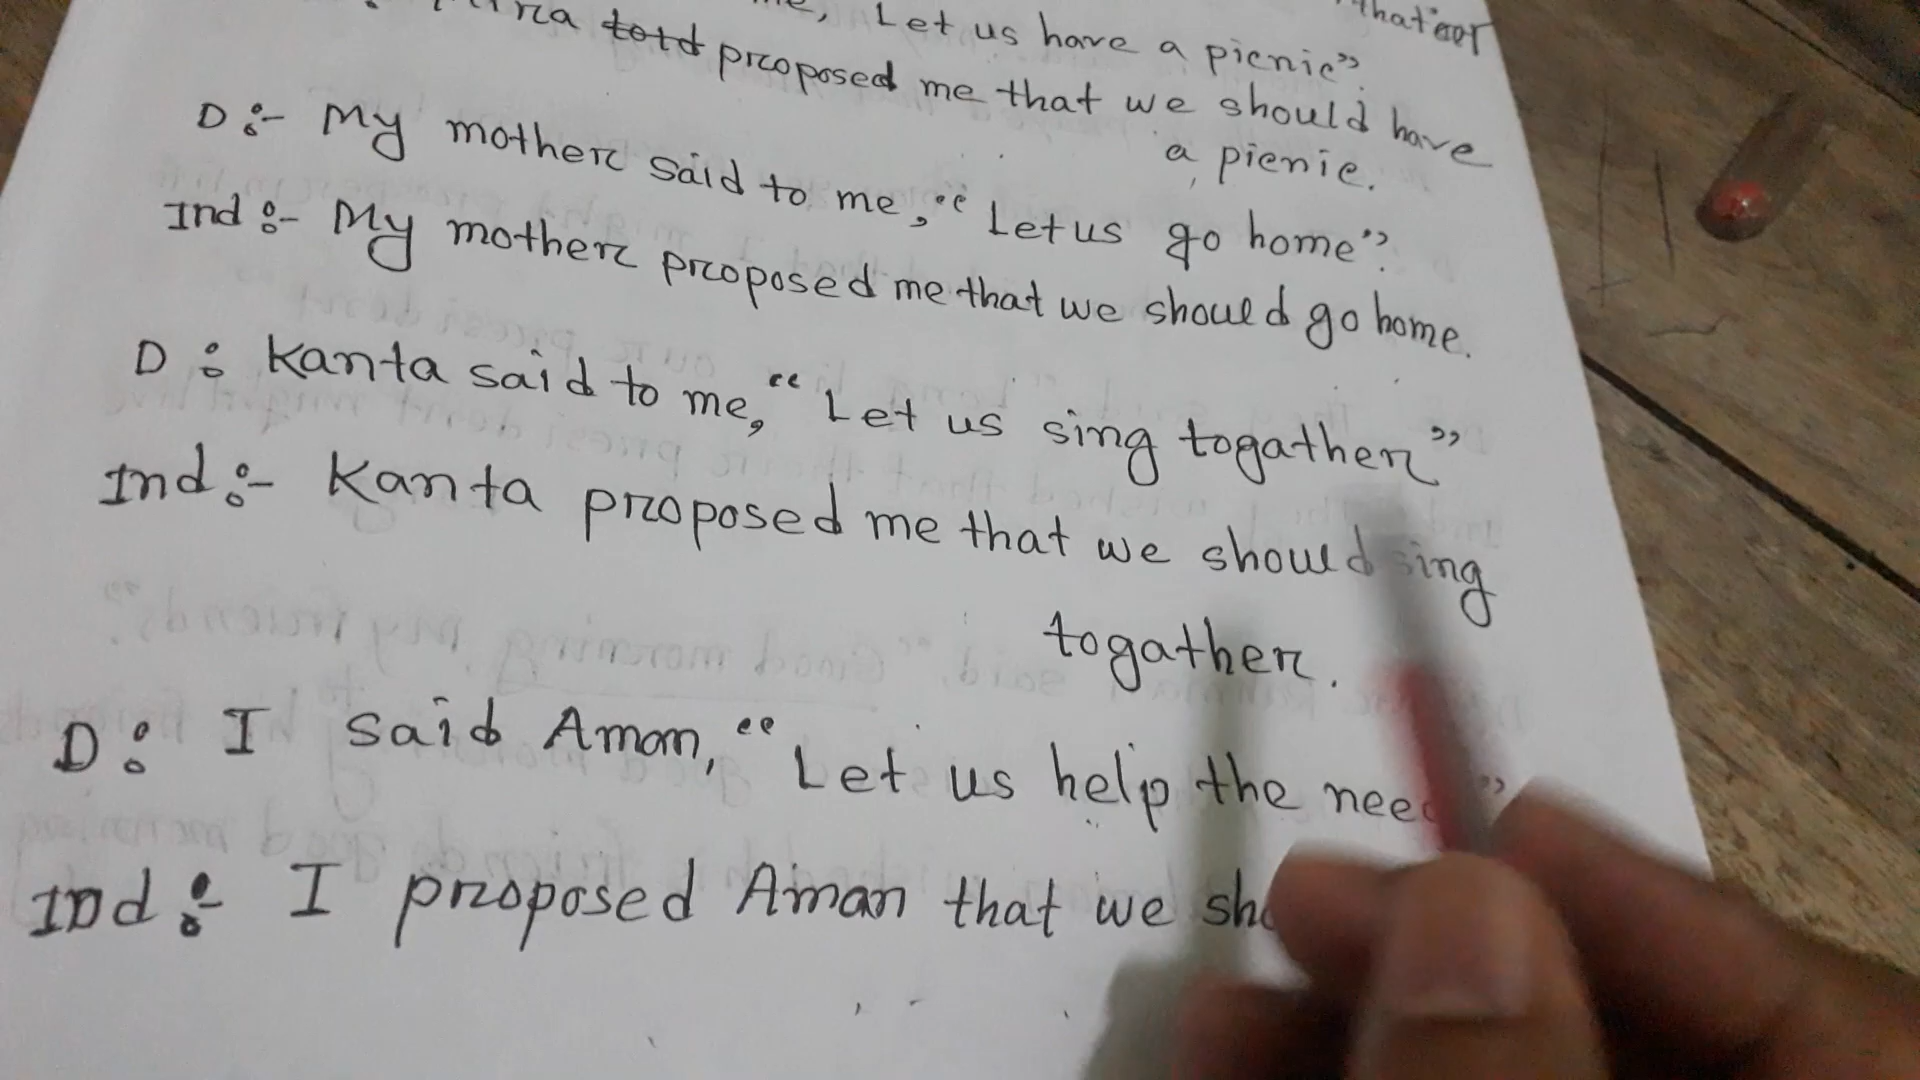 Let us have a picnic”
told proposed me that we should have
a picnic.
D :- My mother said to me, “Let us go home”.
Ind :- My mother proposed me that we should go home.
D : Kanta said to me, “Let us sing togather”
Ind :- Kanta proposed me that we should sing
togather.
D : I said Aman, “Let us help the
Ind :- I proposed Aman that we